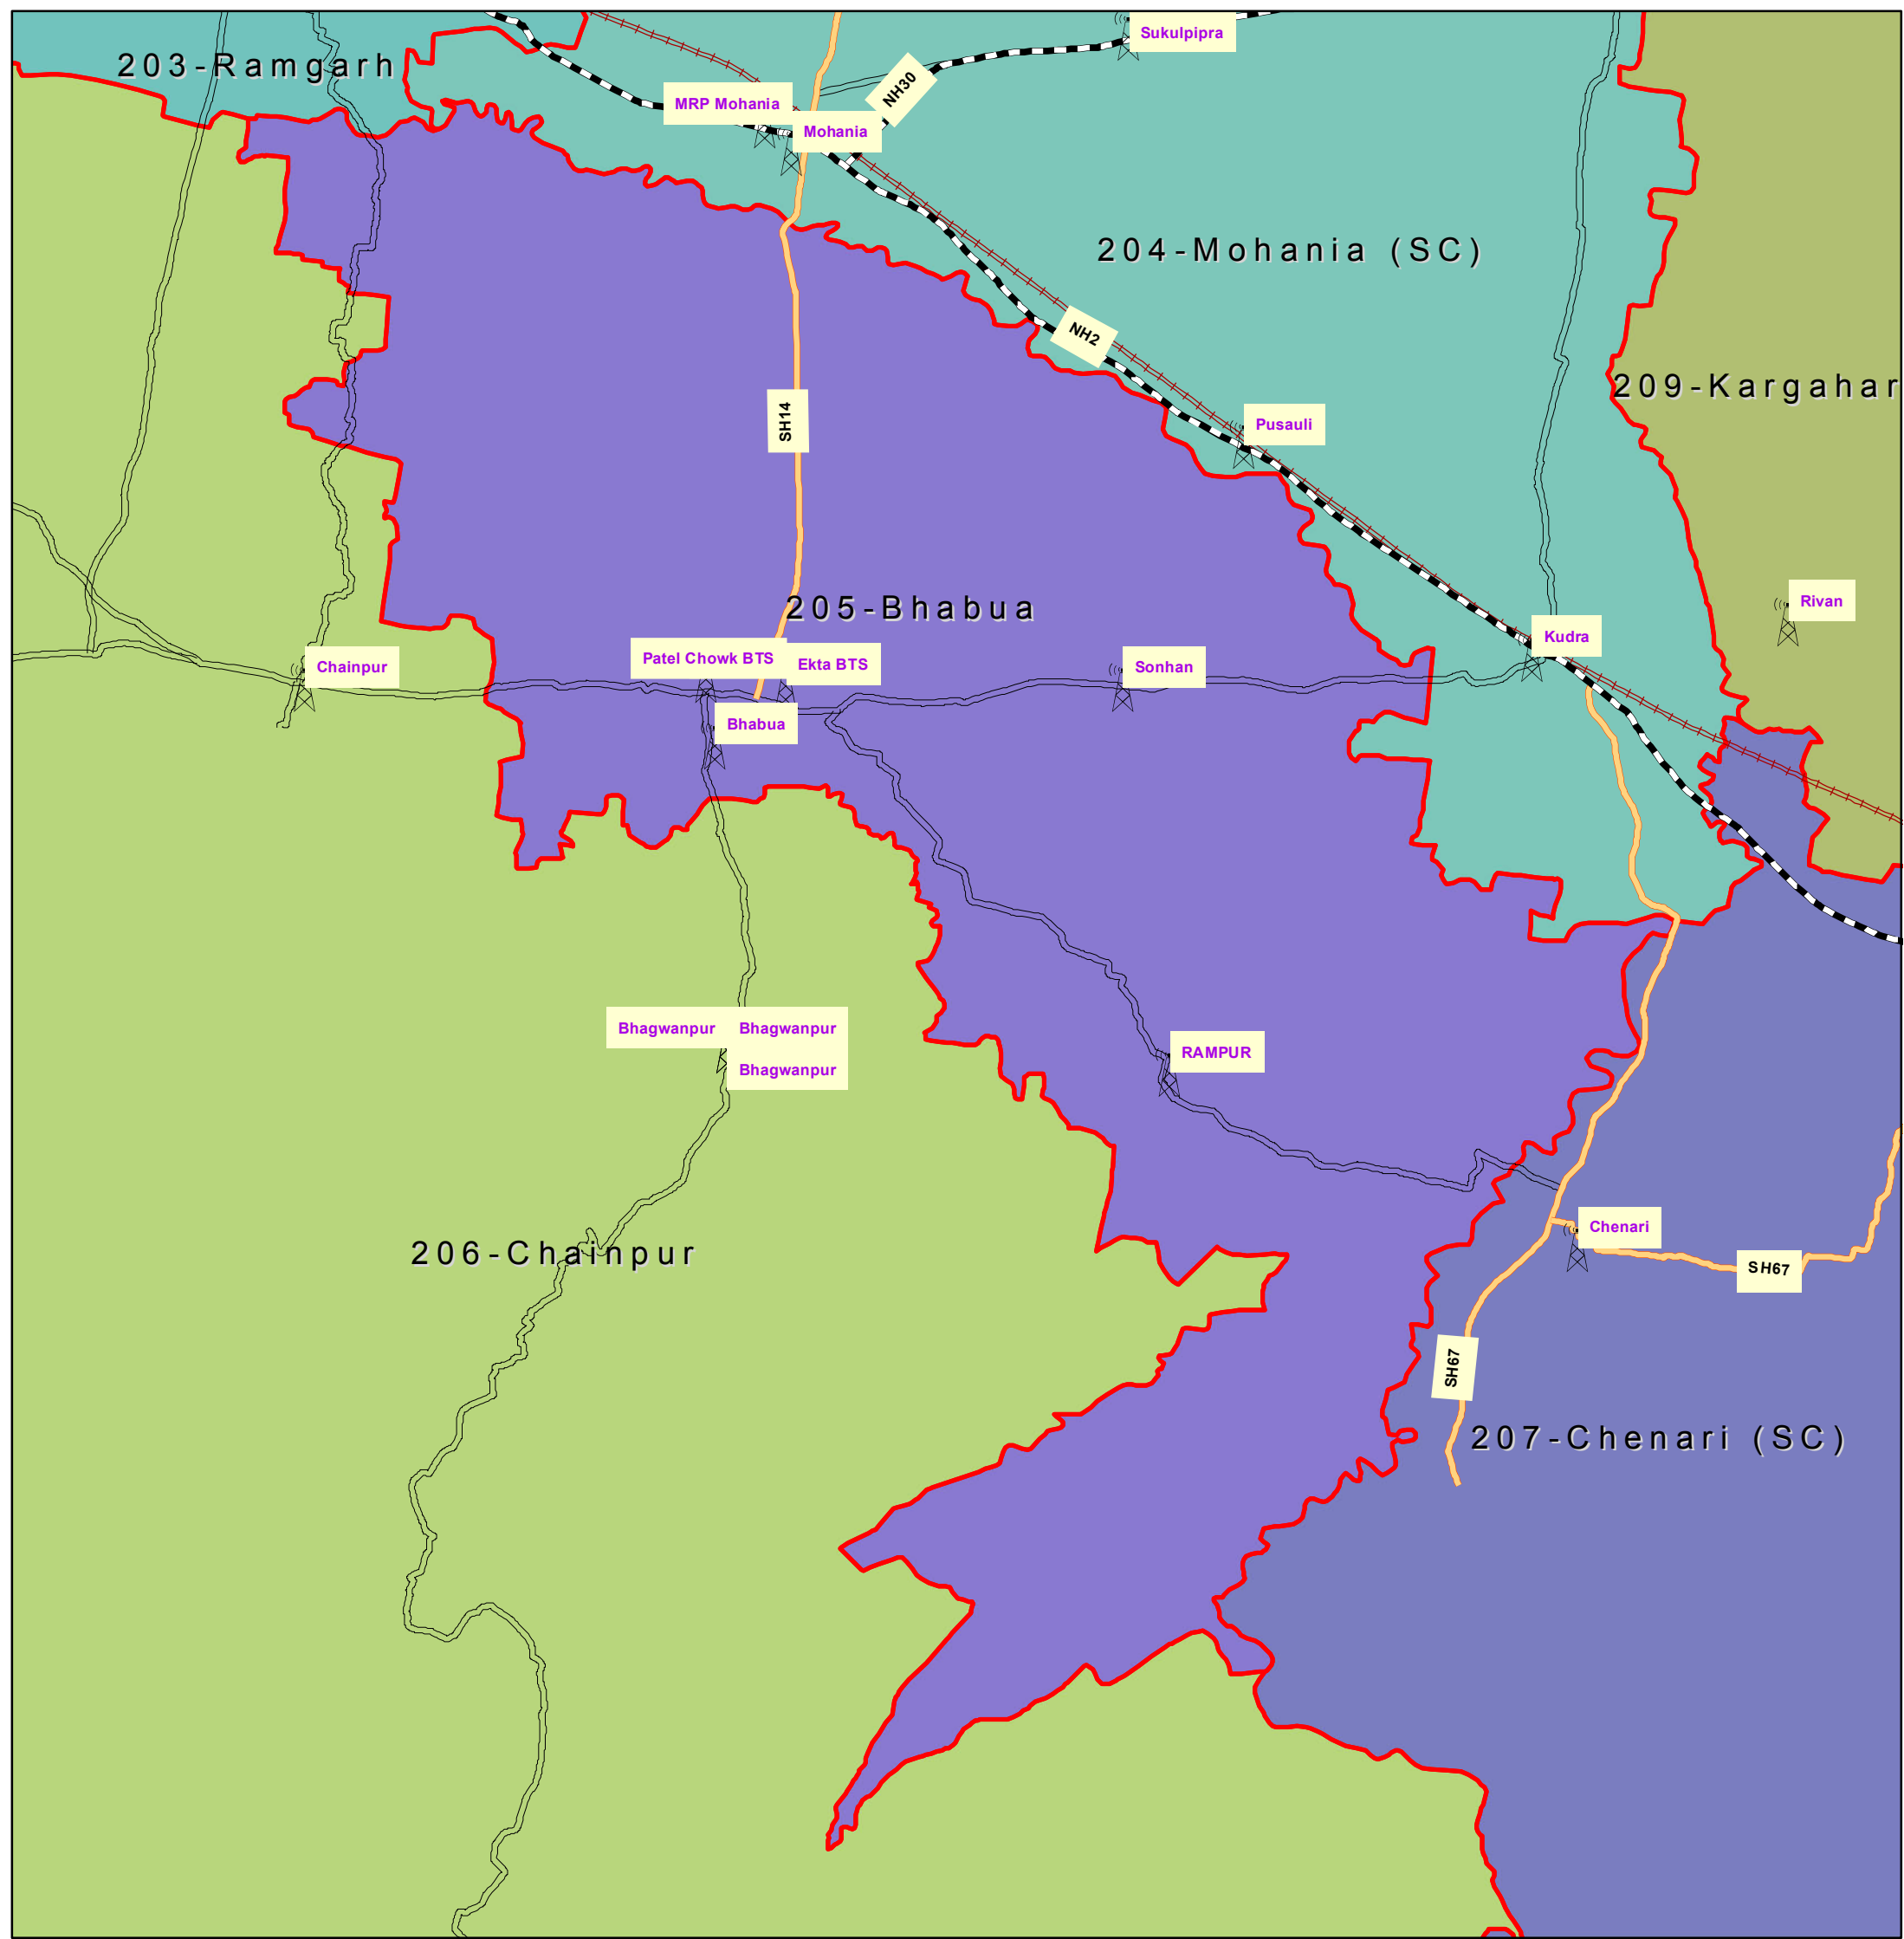 Sukulpipra
203-Ramgarh
NH30
MRP Mohania
Mohania
204-Mohania (SC)
NH2
209-Kargahar
SH14
Pusauli
Rivan
205-Bhabua
Kudra
Patel Chowk BTS
Ekta BTS
Chainpur
Sonhan
Bhabua
Bhagwanpur
Bhagwanpur
RAMPUR
Bhagwanpur
Chenari
206-Chainpur
SH67
SH67
207-Chenari (SC)